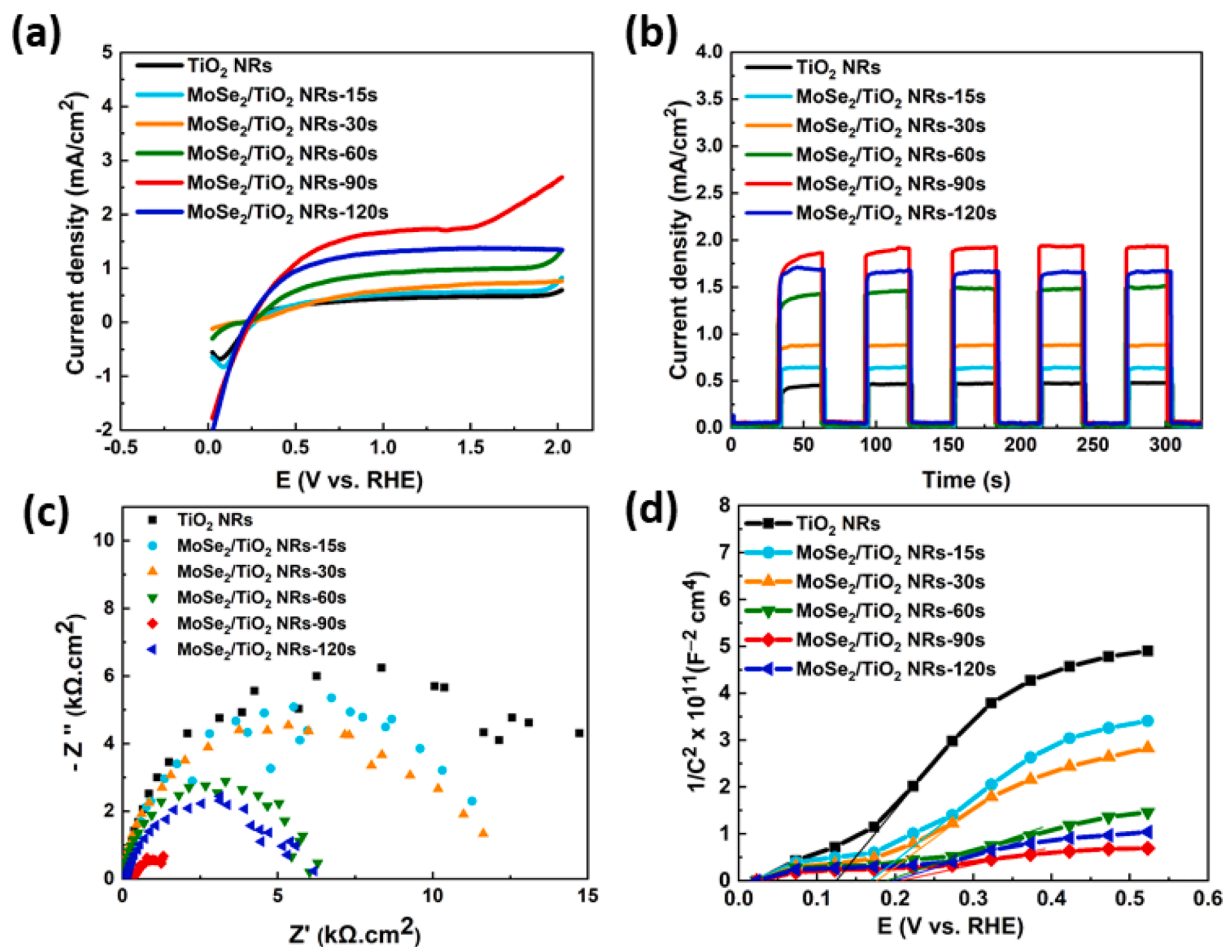 (a)
5
4
3
2
1
0
-1
-2
Current density (mA/cm²)
TiO₂ NRs
MoSe₂/TiO₂ NRs-15s
MoSe₂/TiO₂ NRs-30s
MoSe₂/TiO₂ NRs-60s
MoSe₂/TiO₂ NRs-90s
MoSe₂/TiO₂ NRs-120s
-0.5 0.0 0.5 1.0 1.5 2.0
E (V vs. RHE)
(b)
4.0
3.5
3.0
2.5
2.0
1.5
1.0
0.5
0.0
Current density (mA/cm²)
TiO₂ NRs
MoSe₂/TiO₂ NRs-15s
MoSe₂/TiO₂ NRs-30s
MoSe₂/TiO₂ NRs-60s
MoSe₂/TiO₂ NRs-90s
MoSe₂/TiO₂ NRs-120s
0 50 100 150 200 250 300
Time (s)
(c)
10
8
6
4
2
0
- Z '' (kΩ.cm²)
TiO₂ NRs
MoSe₂/TiO₂ NRs-15s
MoSe₂/TiO₂ NRs-30s
MoSe₂/TiO₂ NRs-60s
MoSe₂/TiO₂ NRs-90s
MoSe₂/TiO₂ NRs-120s
0 5 10 15
Z' (kΩ.cm²)
(d)
8
7
6
5
4
3
2
1
0
1/C² x 10¹¹(F⁻² cm⁴)
TiO₂ NRs
MoSe₂/TiO₂ NRs-15s
MoSe₂/TiO₂ NRs-30s
MoSe₂/TiO₂ NRs-60s
MoSe₂/TiO₂ NRs-90s
MoSe₂/TiO₂ NRs-120s
0.0 0.1 0.2 0.3 0.4 0.5 0.6
E (V vs. RHE)